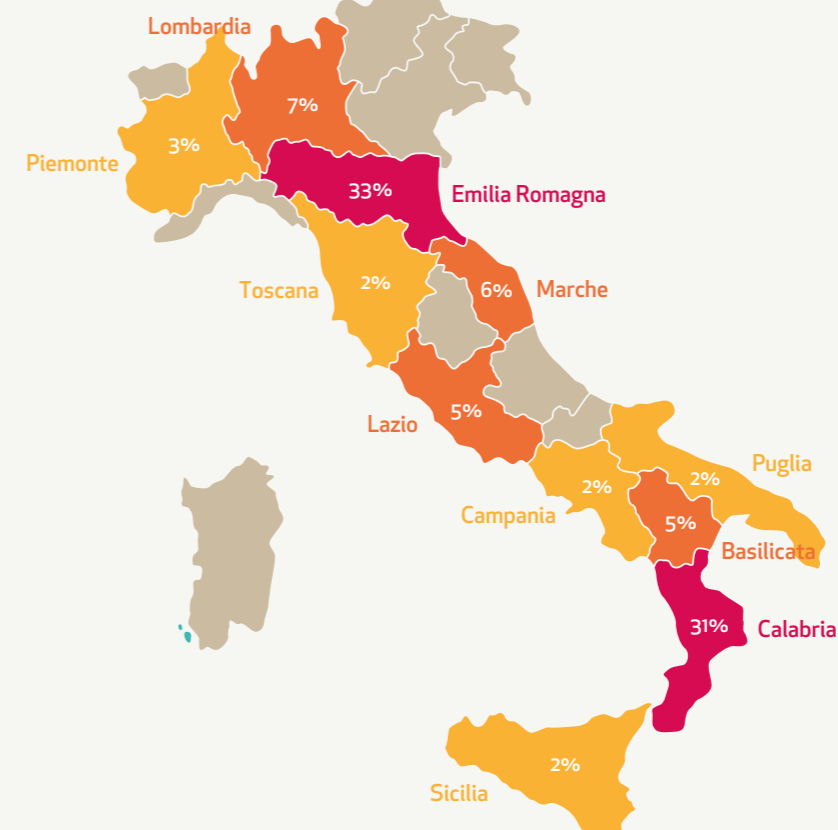 Lombardia
7%
3%
Piemonte
33%
Emilia Romagna
Toscana
2%
6%
Marche
Lazio
5%
Puglia
2%
2%
Campania
5%
Basilicata
31%
Calabria
2%
Sicilia